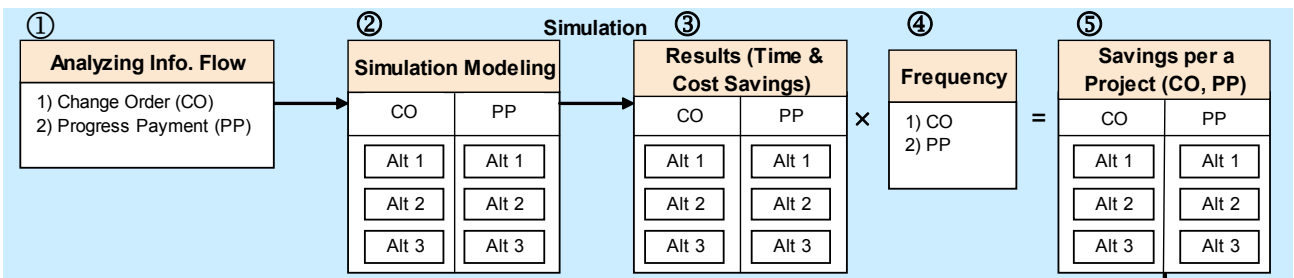 ①
Analyzing Info. Flow
1) Change Order (CO)
2) Progress Payment (PP)
②
Simulation Modeling
CO PP
Alt 1 Alt 1
Alt 2 Alt 2
Alt 3 Alt 3
Simulation
③
Results (Time &
Cost Savings)
CO PP
Alt 1 Alt 1
Alt 2 Alt 2
Alt 3 Alt 3
×
④
Frequency
1) CO
2) PP
=
⑤
Savings per a
Project (CO, PP)
CO PP
Alt 1 Alt 1
Alt 2 Alt 2
Alt 3 Alt 3